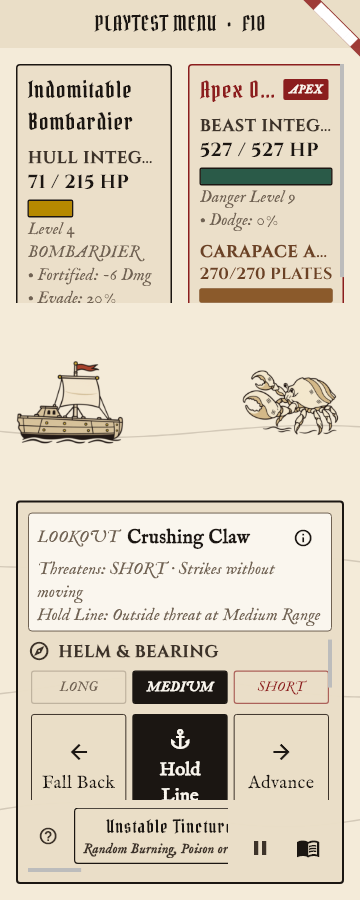 PLAYTEST MENU · F10
Indomitable
Bombardier
HULL INTEG...
71 / 215 HP
Level 4
BOMBARDIER
• Fortified: -6 Dmg
• Evade: 20%
Apex O... APEX
BEAST INTEG...
527 / 527 HP
Danger Level 9
• Dodge: 0%
CARAPACE A...
270/270 PLATES
LOOKOUT Crushing Claw
Threatens: SHORT · Strikes without
moving
Hold Line: Outside threat at Medium Range
HELM & BEARING
LONG MEDIUM SHORT
Fall Back Hold Line Advance
Unstable Tincture
Random Burning, Poison or